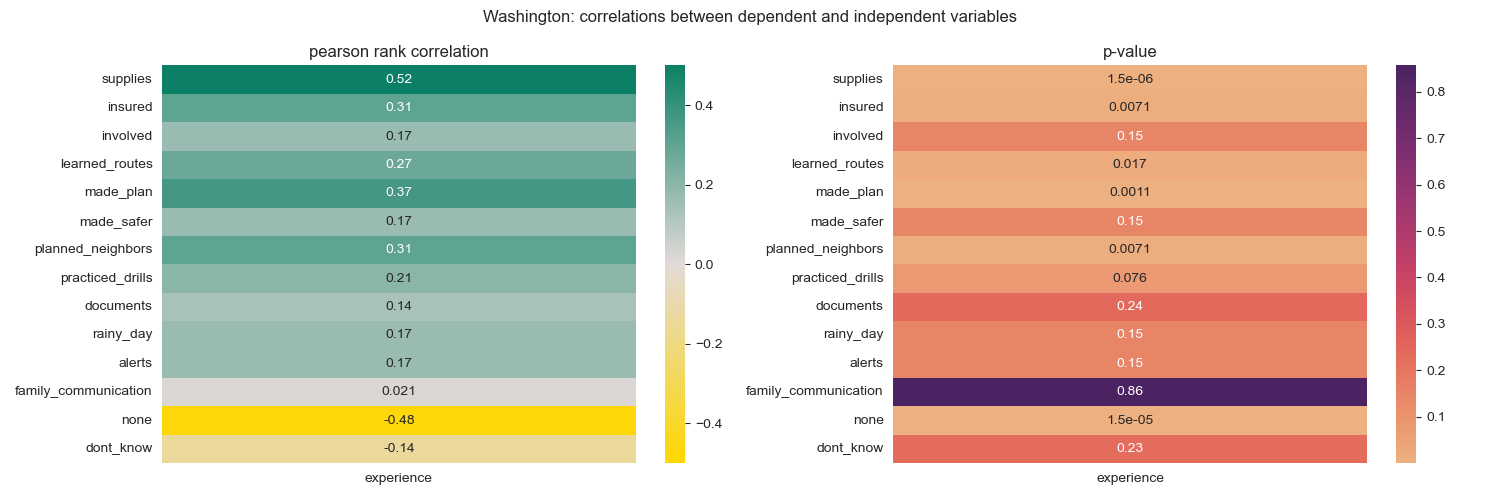 Washington: correlations between dependent and independent variables
pearson rank correlation
supplies 0.52
insured 0.31
involved 0.17
learned_routes 0.27
made_plan 0.37
made_safer 0.17
planned_neighbors 0.31
practiced_drills 0.21
documents 0.14
rainy_day 0.17
alerts 0.17
family_communication 0.021
none -0.48
dont_know -0.14
experience
0.4
0.2
0.0
−0.2
−0.4
p-value
supplies 1.5e-06
insured 0.0071
involved 0.15
learned_routes 0.017
made_plan 0.0011
made_safer 0.15
planned_neighbors 0.0071
practiced_drills 0.076
documents 0.24
rainy_day 0.15
alerts 0.15
family_communication 0.86
none 1.5e-05
dont_know 0.23
experience
0.8
0.7
0.6
0.5
0.4
0.3
0.2
0.1